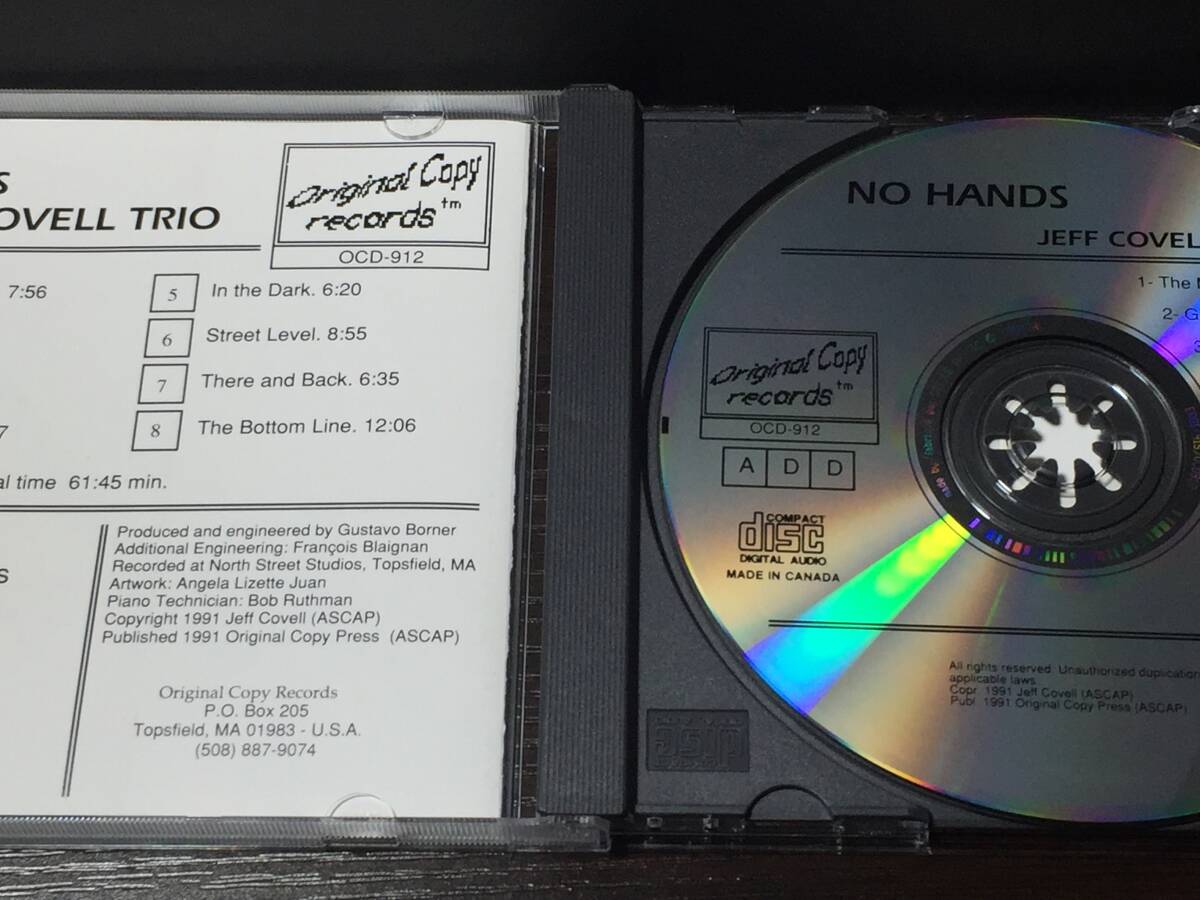 S
OVELL TRIO
Original Copy
records tm
OCD-912
7:56
5 In the Dark. 6:20
6 Street Level. 8:55
7 There and Back. 6:35
7
8 The Bottom Line. 12:06
al time 61:45 min.
s
Produced and engineered by Gustavo Borner
Additional Engineering: François Blaignan
Recorded at North Street Studios, Topsfield, MA
Artwork: Angela Lizette Juan
Piano Technician: Bob Ruthman
Copyright 1991 Jeff Covell (ASCAP)
Published 1991 Original Copy Press (ASCAP)
Original Copy Records
P.O. Box 205
Topsfield, MA 01983 - U.S.A.
(508) 887-9074
NO HANDS
JEFF COVEL
1- The
2- G
3
Original Copy
records tm
OCD-912
A D D
COMPACT
disc
DIGITAL AUDIO
MADE IN CANADA
All rights reserved. Unauthorized duplication
applicable laws.
Copr. 1991 Jeff Covell (ASCAP)
Publ. 1991 Original Copy Press (ASCAP)
disc